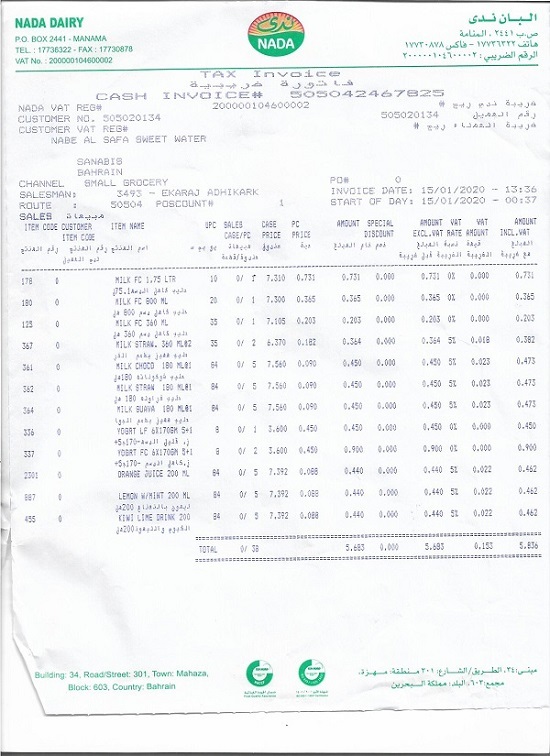 NADA DAIRY
P.O. BOX 2441 - MANAMA
TEL. : 17736322 - FAX : 17730878
VAT No. : 200000104600002
ندى
NADA
البان ندى
ص.ب ٢٤٤١، المنامة
هاتف ١٧٧٣٦٣٢٢ - فاكس ١٧٧٣٠٨٧٨
الرقم الضريبي: ٢٠٠٠٠٠١٠٤٦٠٠٠٠٢
TAX Invoice
فاتورة ضريبية
CASH INVOICE# 505042467825
NADA VAT REG# 200000104600002
CUSTOMER NO. 505020134 505020134 رقم العميل
CUSTOMER VAT REG#
NABE AL SAFA SWEET WATER
SANABIS
BAHRAIN PO# 0
CHANNEL SMALL GROCERY INVOICE DATE: 15/01/2020 - 13:36
SALESMAN: 3493 - EKARAJ ADHIKARK START OF DAY: 15/01/2020 - 00:37
ROUTE : 50504 POSCOUNT# 1
SALES مبيعات
ITEM CODE CUSTOMER ITEM NAME UPC SALES CASE PC AMOUNT SPECIAL AMOUNT VAT VAT AMOUNT
ITEM CODE CASE/PC PRICE PRICE DISCOUNT EXCL.VAT RATE AMOUNT INCL.VAT
178 0 MILK FC 1.75 LTR 10 0/ 1 7.310 0.731 0.731 0.000 0.731 0% 0.000 0.731
180 0 MILK FC 800 ML 20 0/ 1 7.300 0.365 0.365 0.000 0.365 0% 0.000 0.365
125 0 MILK FC 360 ML 35 0/ 1 7.105 0.203 0.203 0.000 0.203 0% 0.000 0.203
367 0 MILK STRAW. 360 ML02 35 0/ 2 6.370 0.182 0.364 0.000 0.364 5% 0.018 0.382
361 0 MILK CHOCO 180 ML01 84 0/ 5 7.560 0.090 0.450 0.000 0.450 5% 0.023 0.473
362 0 MILK STRAW 180 ML01 84 0/ 5 7.560 0.090 0.450 0.000 0.450 5% 0.023 0.473
364 0 MILK GUAVA 180 ML01 84 0/ 5 7.560 0.090 0.450 0.000 0.450 5% 0.023 0.473
336 0 YOGRT LF 6X170GM 5+1 8 0/ 1 3.600 0.450 0.450 0.000 0.450 0% 0.000 0.450
337 0 YOGRT FC 6X170GM 5+1 8 0/ 2 3.600 0.450 0.900 0.000 0.900 0% 0.000 0.900
2501 0 ORANGE JUICE 200 ML 84 0/ 5 7.392 0.088 0.440 0.000 0.440 5% 0.022 0.462
887 0 LEMON W/MINT 200 ML 84 0/ 5 7.392 0.088 0.440 0.000 0.440 5% 0.022 0.462
455 0 KIWI LIME DRINK 200 84 0/ 5 7.392 0.088 0.440 0.000 0.440 5% 0.022 0.462
TOTAL 0/ 38 5.683 0.000 5.683 0.153 5.836
Building: 34, Road/Street: 301, Town: Mahaza,
Block: 603, Country: Bahrain
مبنى: ٣٤، الطريق/الشارع: ٣٠١ منطقة: مهزة،
مجمع: ٦٠٣، البلد: مملكة البحرين